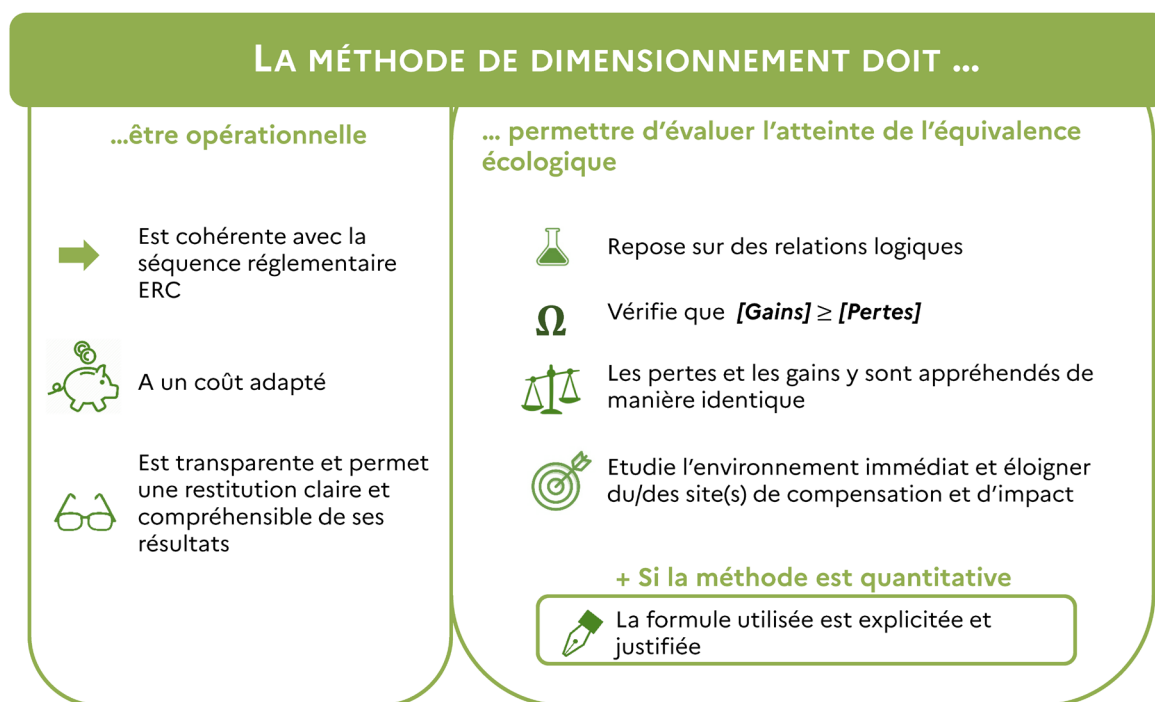 LA MÉTHODE DE DIMENSIONNEMENT DOIT ...
...être opérationnelle
Est cohérente avec la
séquence réglementaire
ERC
A un coût adapté
Est transparente et permet
une restitution claire et
compréhensible de ses
résultats
... permettre d'évaluer l'atteinte de l'équivalence
écologique
Repose sur des relations logiques
Ω
Vérifie que [Gains] ≥ [Pertes]
Les pertes et les gains y sont appréhendés de
manière identique
Etudie l'environnement immédiat et éloigner
du/des site(s) de compensation et d'impact
+ Si la méthode est quantitative
La formule utilisée est explicitée et
justifiée